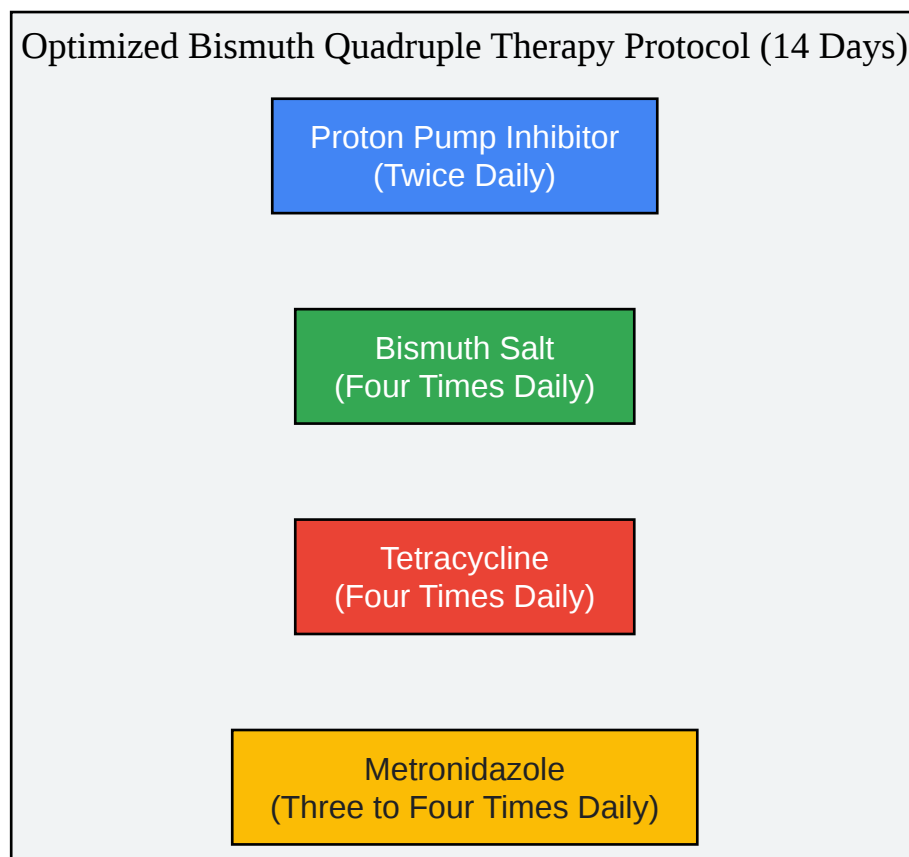 Optimized Bismuth Quadruple Therapy Protocol (14 Days)
Proton Pump Inhibitor
(Twice Daily)
Bismuth Salt
(Four Times Daily)
Tetracycline
(Four Times Daily)
Metronidazole
(Three to Four Times Daily)